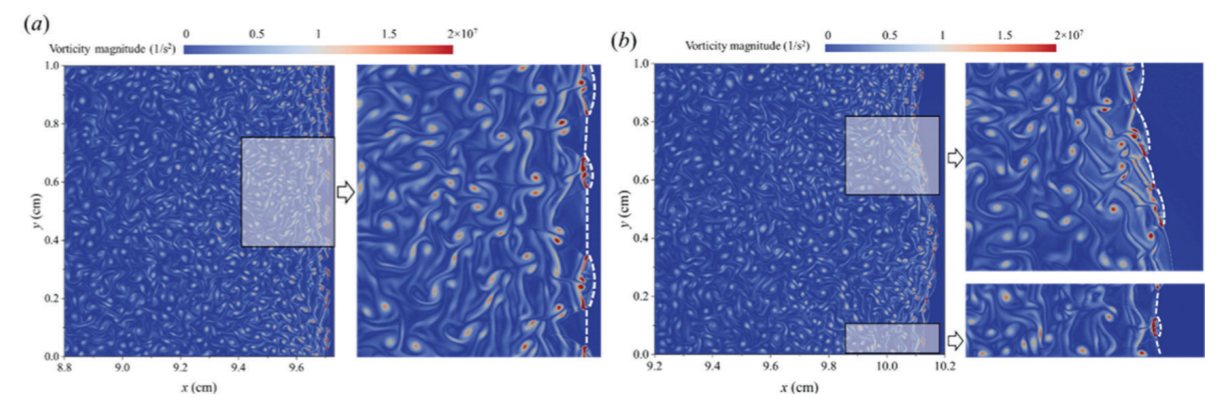 (a)
0 0.5 1 1.5 2×10⁷
Vorticity magnitude (1/s²)
1.0
0.8
0.6
0.4
0.2
0.0
y (cm)
8.8 9.0 9.2 9.4 9.6
x (cm)
(b)
0 0.5 1 1.5 2×10⁷
Vorticity magnitude (1/s²)
1.0
0.8
0.6
0.4
0.2
0.0
y (cm)
9.2 9.4 9.6 9.8 10.0 10.2
x (cm)